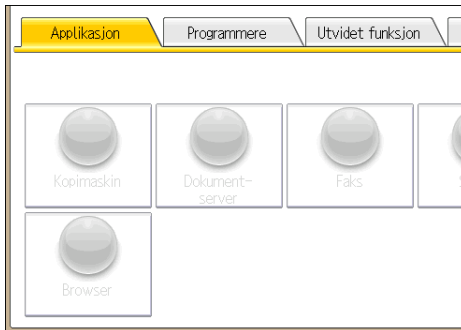 Applikasjon
Programmere
Utvidet funksjon
Kopimaskin
Dokument-
server
Faks
Browser